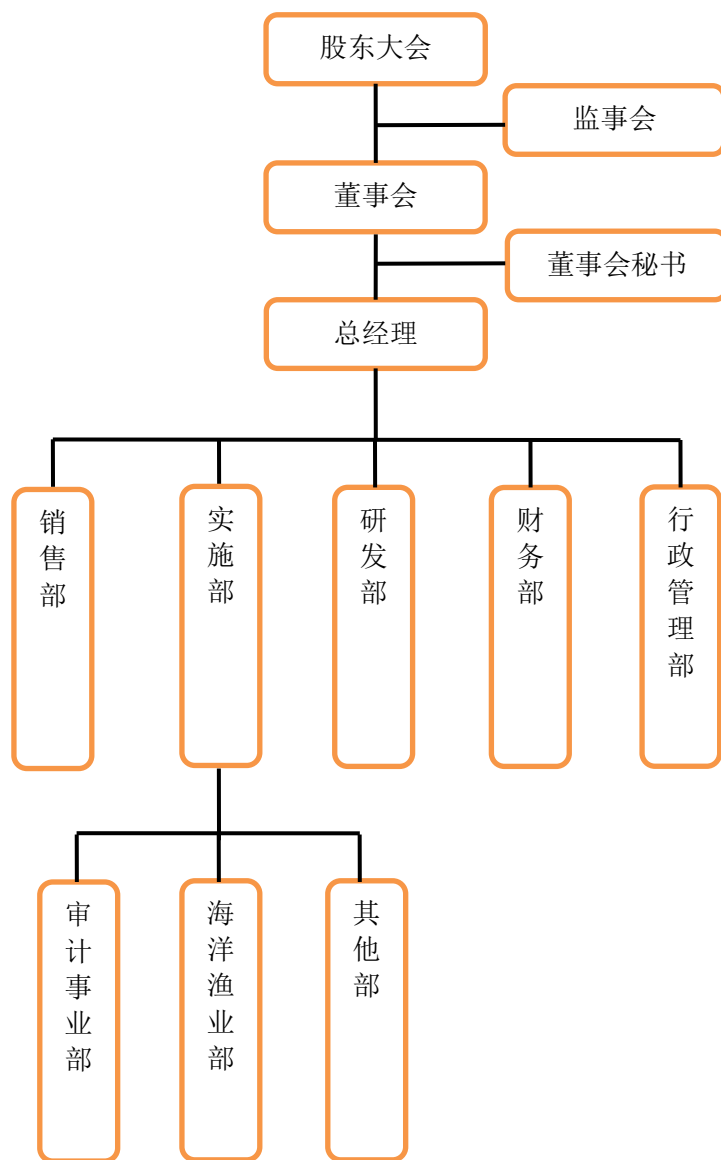 股东大会
监事会
董事会
董事会秘书
总经理
销售部
实施部
研发部
财务部
行政管理部
审计事业部
海洋渔业部
其他部